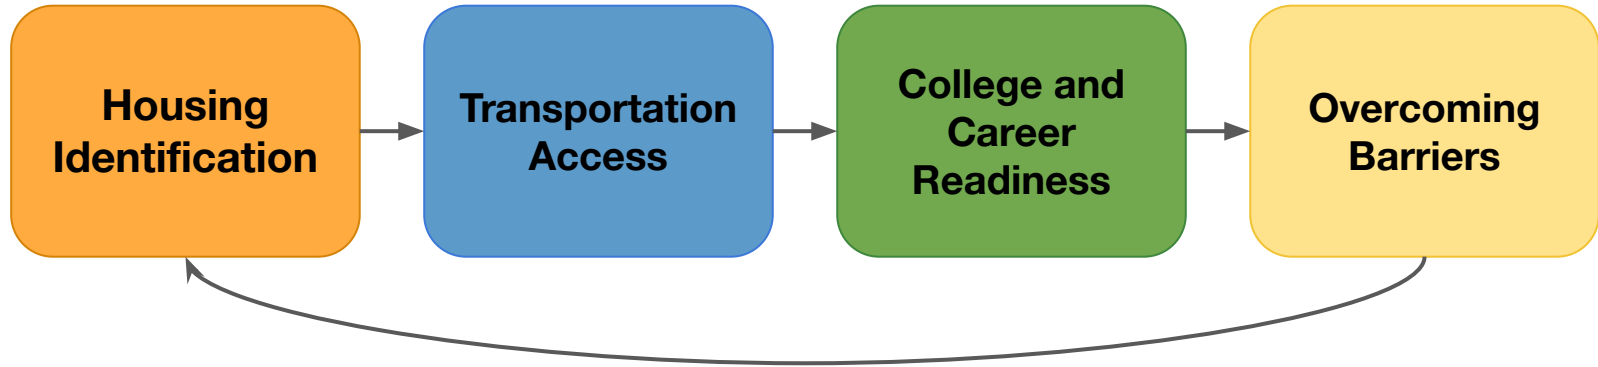 Housing
Identification
Transportation
Access
College and
Career
Readiness
Overcoming
Barriers